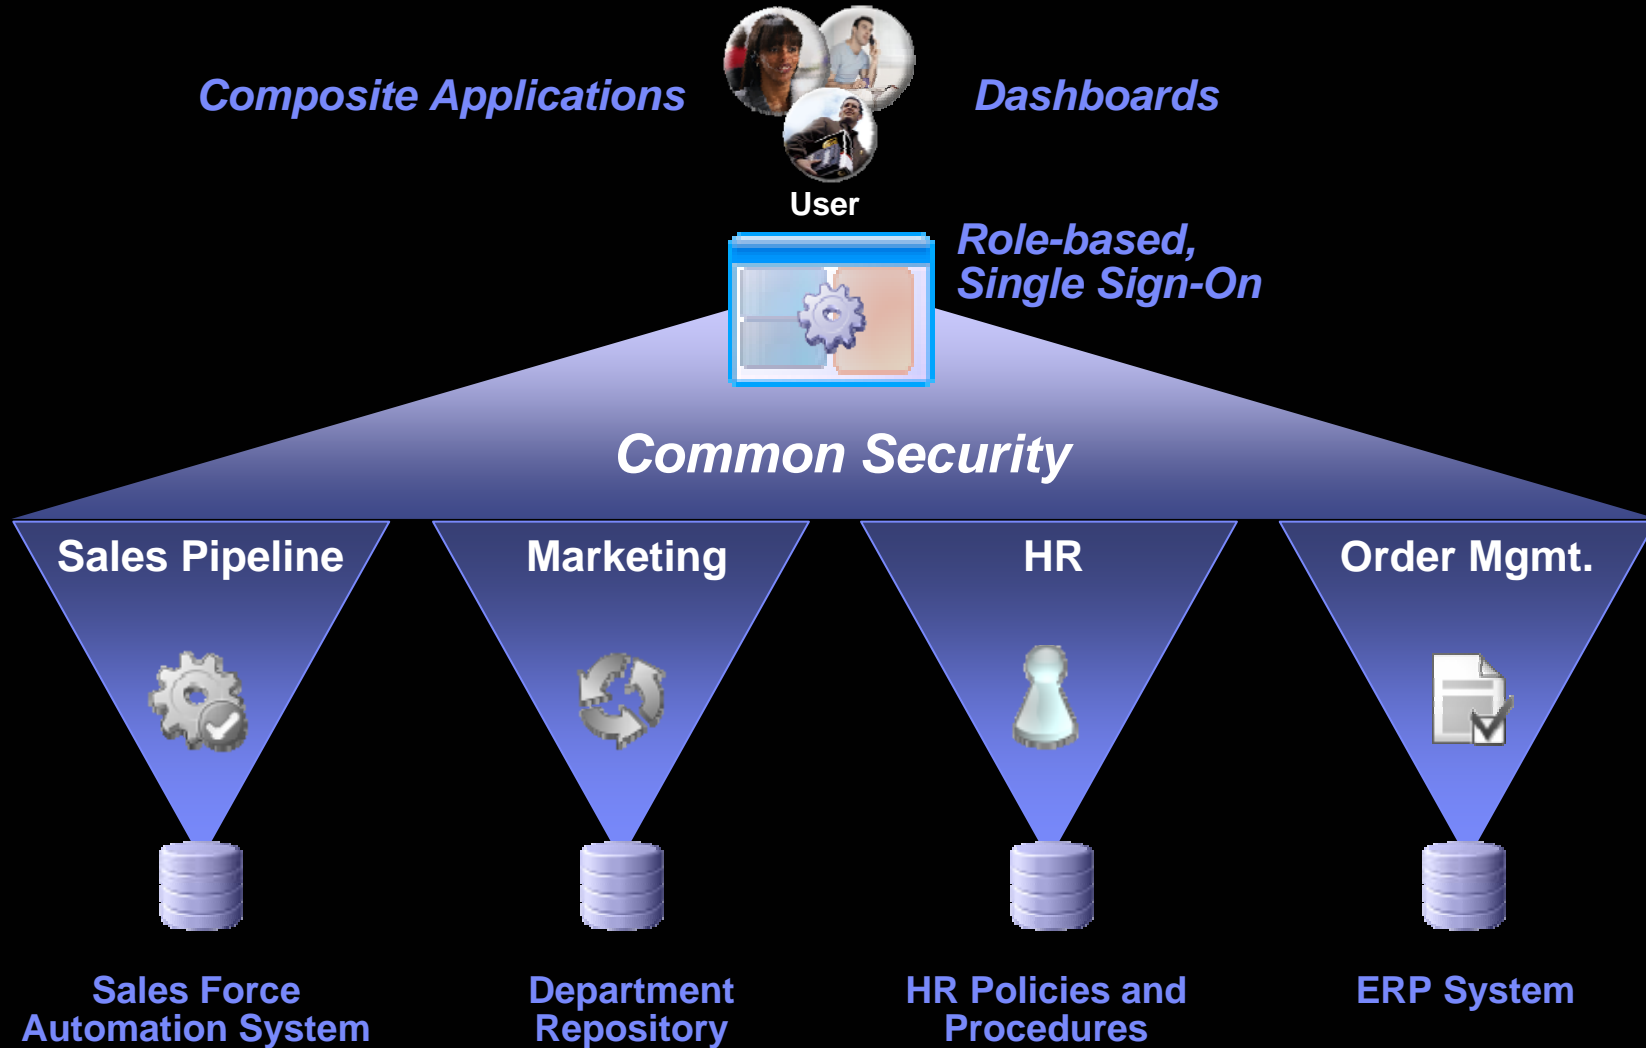 Composite Applications
Dashboards
User
Role-based,
Single Sign-On
Common Security
Sales Pipeline
Marketing
HR
Order Mgmt.
Sales Force
Automation System
Department
Repository
HR Policies and
Procedures
ERP System